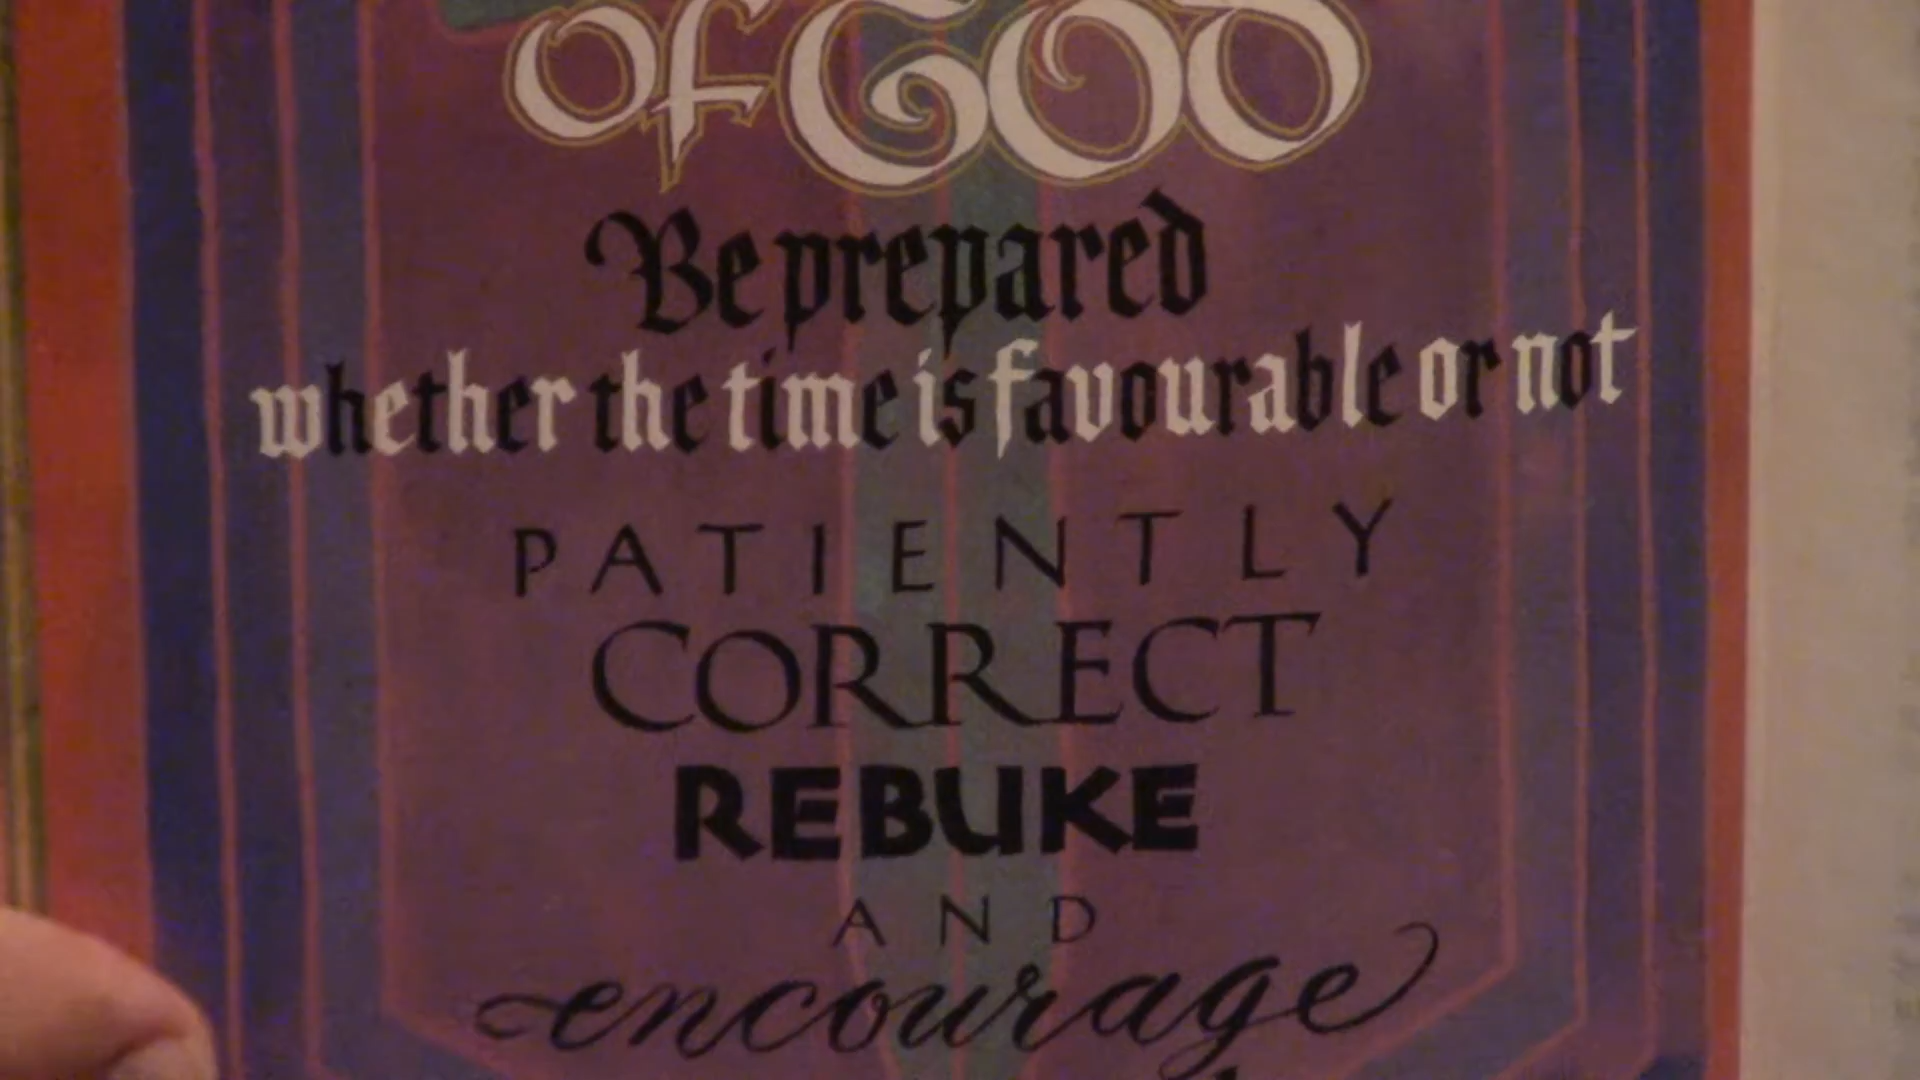 of GOD
Be prepared
whether the time is favourable or not
PATIENTLY
CORRECT
REBUKE
AND
encourage